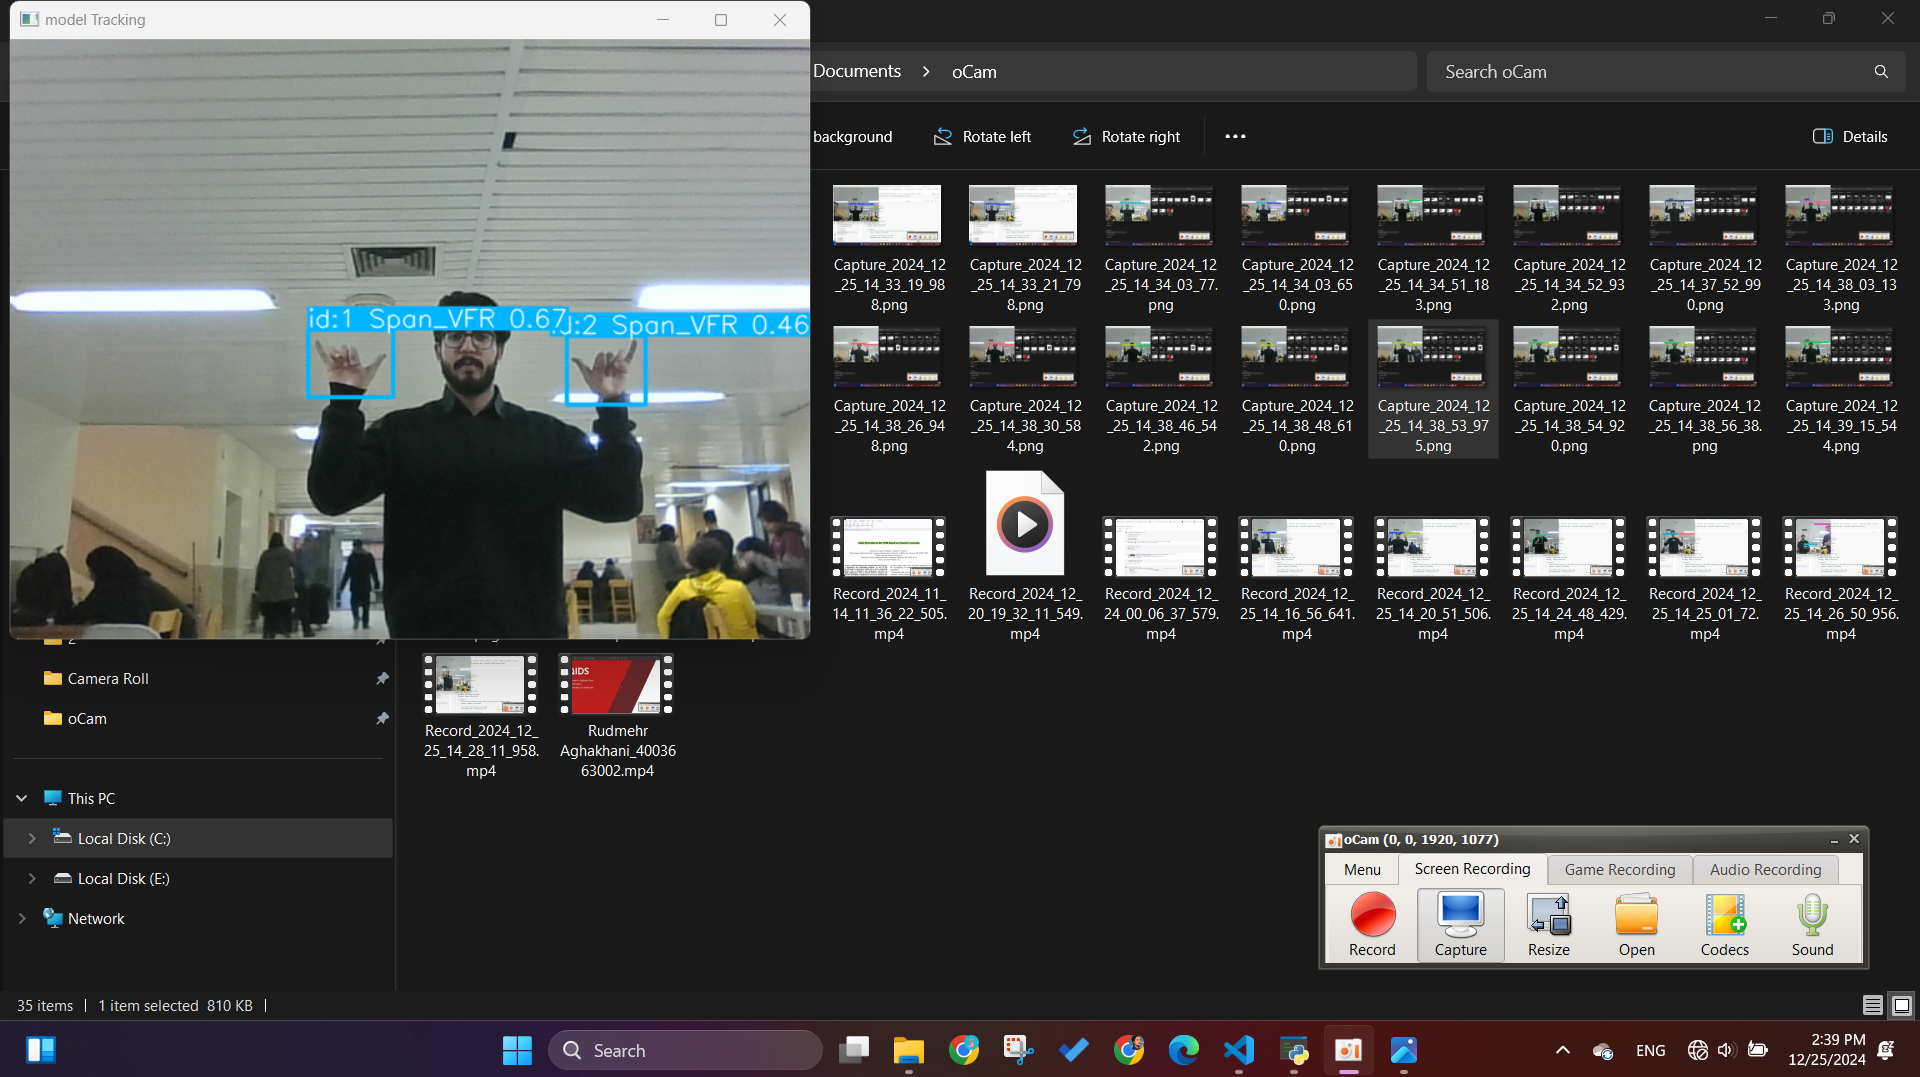 model Tracking
id:1 Span_VFR 0.67
:2 Span_VFR 0.46
Documents > oCam
Search oCam
background
Rotate left
Rotate right
Details
Capture_2024_12_25_14_33_19_988.png
Capture_2024_12_25_14_33_21_798.png
Capture_2024_12_25_14_34_03_77.png
Capture_2024_12_25_14_34_03_650.png
Capture_2024_12_25_14_34_51_183.png
Capture_2024_12_25_14_34_52_932.png
Capture_2024_12_25_14_37_52_990.png
Capture_2024_12_25_14_38_03_133.png
Capture_2024_12_25_14_38_26_948.png
Capture_2024_12_25_14_38_30_584.png
Capture_2024_12_25_14_38_46_542.png
Capture_2024_12_25_14_38_48_610.png
Capture_2024_12_25_14_38_53_975.png
Capture_2024_12_25_14_38_54_920.png
Capture_2024_12_25_14_38_56_38.png
Capture_2024_12_25_14_39_15_544.png
Record_2024_11_14_11_36_22_505.mp4
Record_2024_12_20_19_32_11_549.mp4
Record_2024_12_24_00_06_37_579.mp4
Record_2024_12_25_14_16_56_641.mp4
Record_2024_12_25_14_20_51_506.mp4
Record_2024_12_25_14_24_48_429.mp4
Record_2024_12_25_14_25_01_72.mp4
Record_2024_12_25_14_26_50_956.mp4
Record_2024_12_25_14_28_11_958.mp4
Rudmehr Aghakhani_4003663002.mp4
Camera Roll
oCam
This PC
Local Disk (C:)
Local Disk (E:)
Network
oCam (0, 0, 1920, 1077)
Menu
Screen Recording
Game Recording
Audio Recording
Record
Capture
Resize
Open
Codecs
Sound
35 items
1 item selected 810 KB
Search
ENG
2:39 PM
12/25/2024